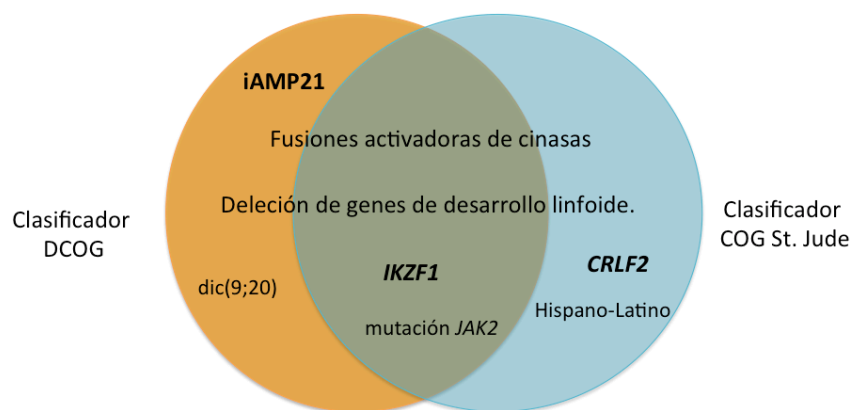 iAMP21
Fusiones activadoras de cinasas
Deleción de genes de desarrollo linfoide.
Clasificador
DCOG
Clasificador
COG St. Jude
IKZF1
CRLF2
dic(9;20)
Hispano-Latino
mutación JAK2